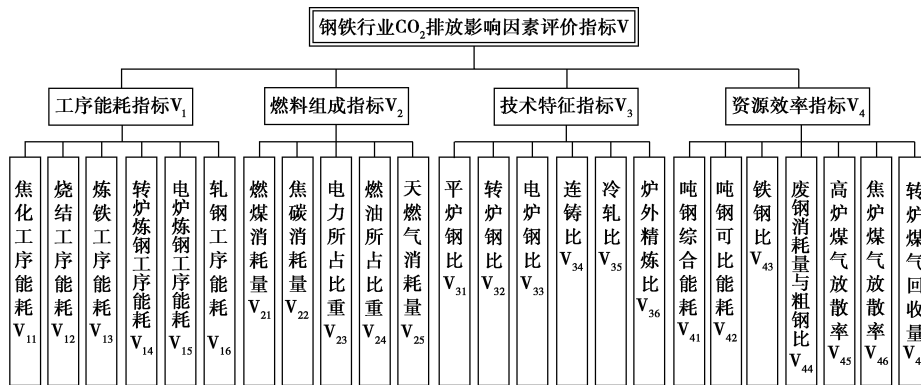 钢铁行业CO₂排放影响因素评价指标V
工序能耗指标V₁
燃料组成指标V₂
技术特征指标V₃
资源效率指标V₄
焦化工序能耗V₁₁
烧结工序能耗V₁₂
炼铁工序能耗V₁₃
转炉炼钢工序能耗V₁₄
电炉炼钢工序能耗V₁₅
轧钢工序能耗V₁₆
燃煤消耗量V₂₁
焦碳消耗量V₂₂
电力所占比重V₂₃
燃油所占比重V₂₄
天燃气消耗量V₂₅
平炉钢比V₃₁
转炉钢比V₃₂
电炉钢比V₃₃
连铸比V₃₄
冷轧比V₃₅
炉外精炼比V₃₆
吨钢综合能耗V₄₁
吨钢可比能耗V₄₂
铁钢比V₄₃
废钢消耗量与粗钢比V₄₄
高炉煤气放散率V₄₅
焦炉煤气放散率V₄₆
转炉煤气回收量V₄